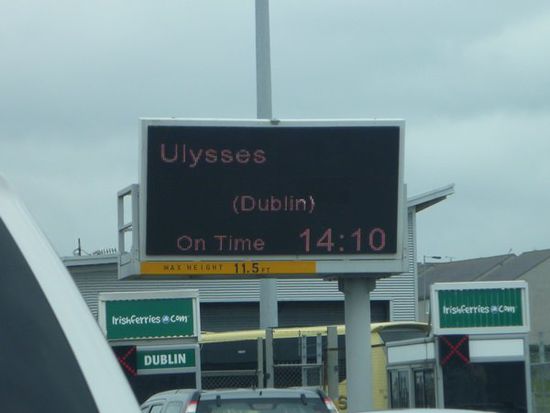 Ulysses
(Dublin)
On Time 14:10
MAX HEIGHT 11.5 FT
Irishferries.com
DUBLIN
Irishferries.com